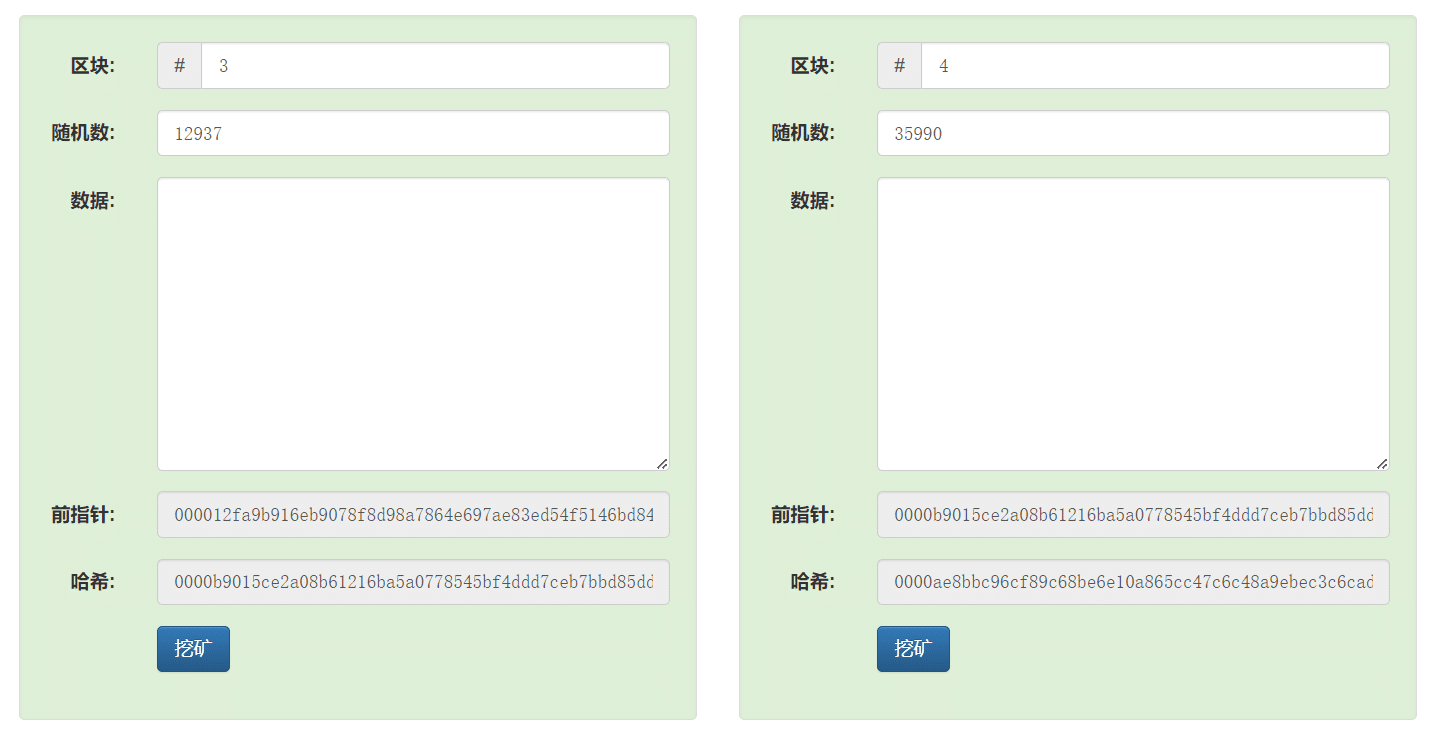 区块: # 3
随机数: 12937
数据:
前指针: 000012fa9b916eb9078f8d98a7864e697ae83ed54f5146bd84
哈希: 0000b9015ce2a08b61216ba5a0778545bf4ddd7ceb7bbd85dd
挖矿
区块: # 4
随机数: 35990
数据:
前指针: 0000b9015ce2a08b61216ba5a0778545bf4ddd7ceb7bbd85dd
哈希: 0000ae8bbc96cf89c68be6e10a865cc47c6c48a9ebec3c6cad
挖矿